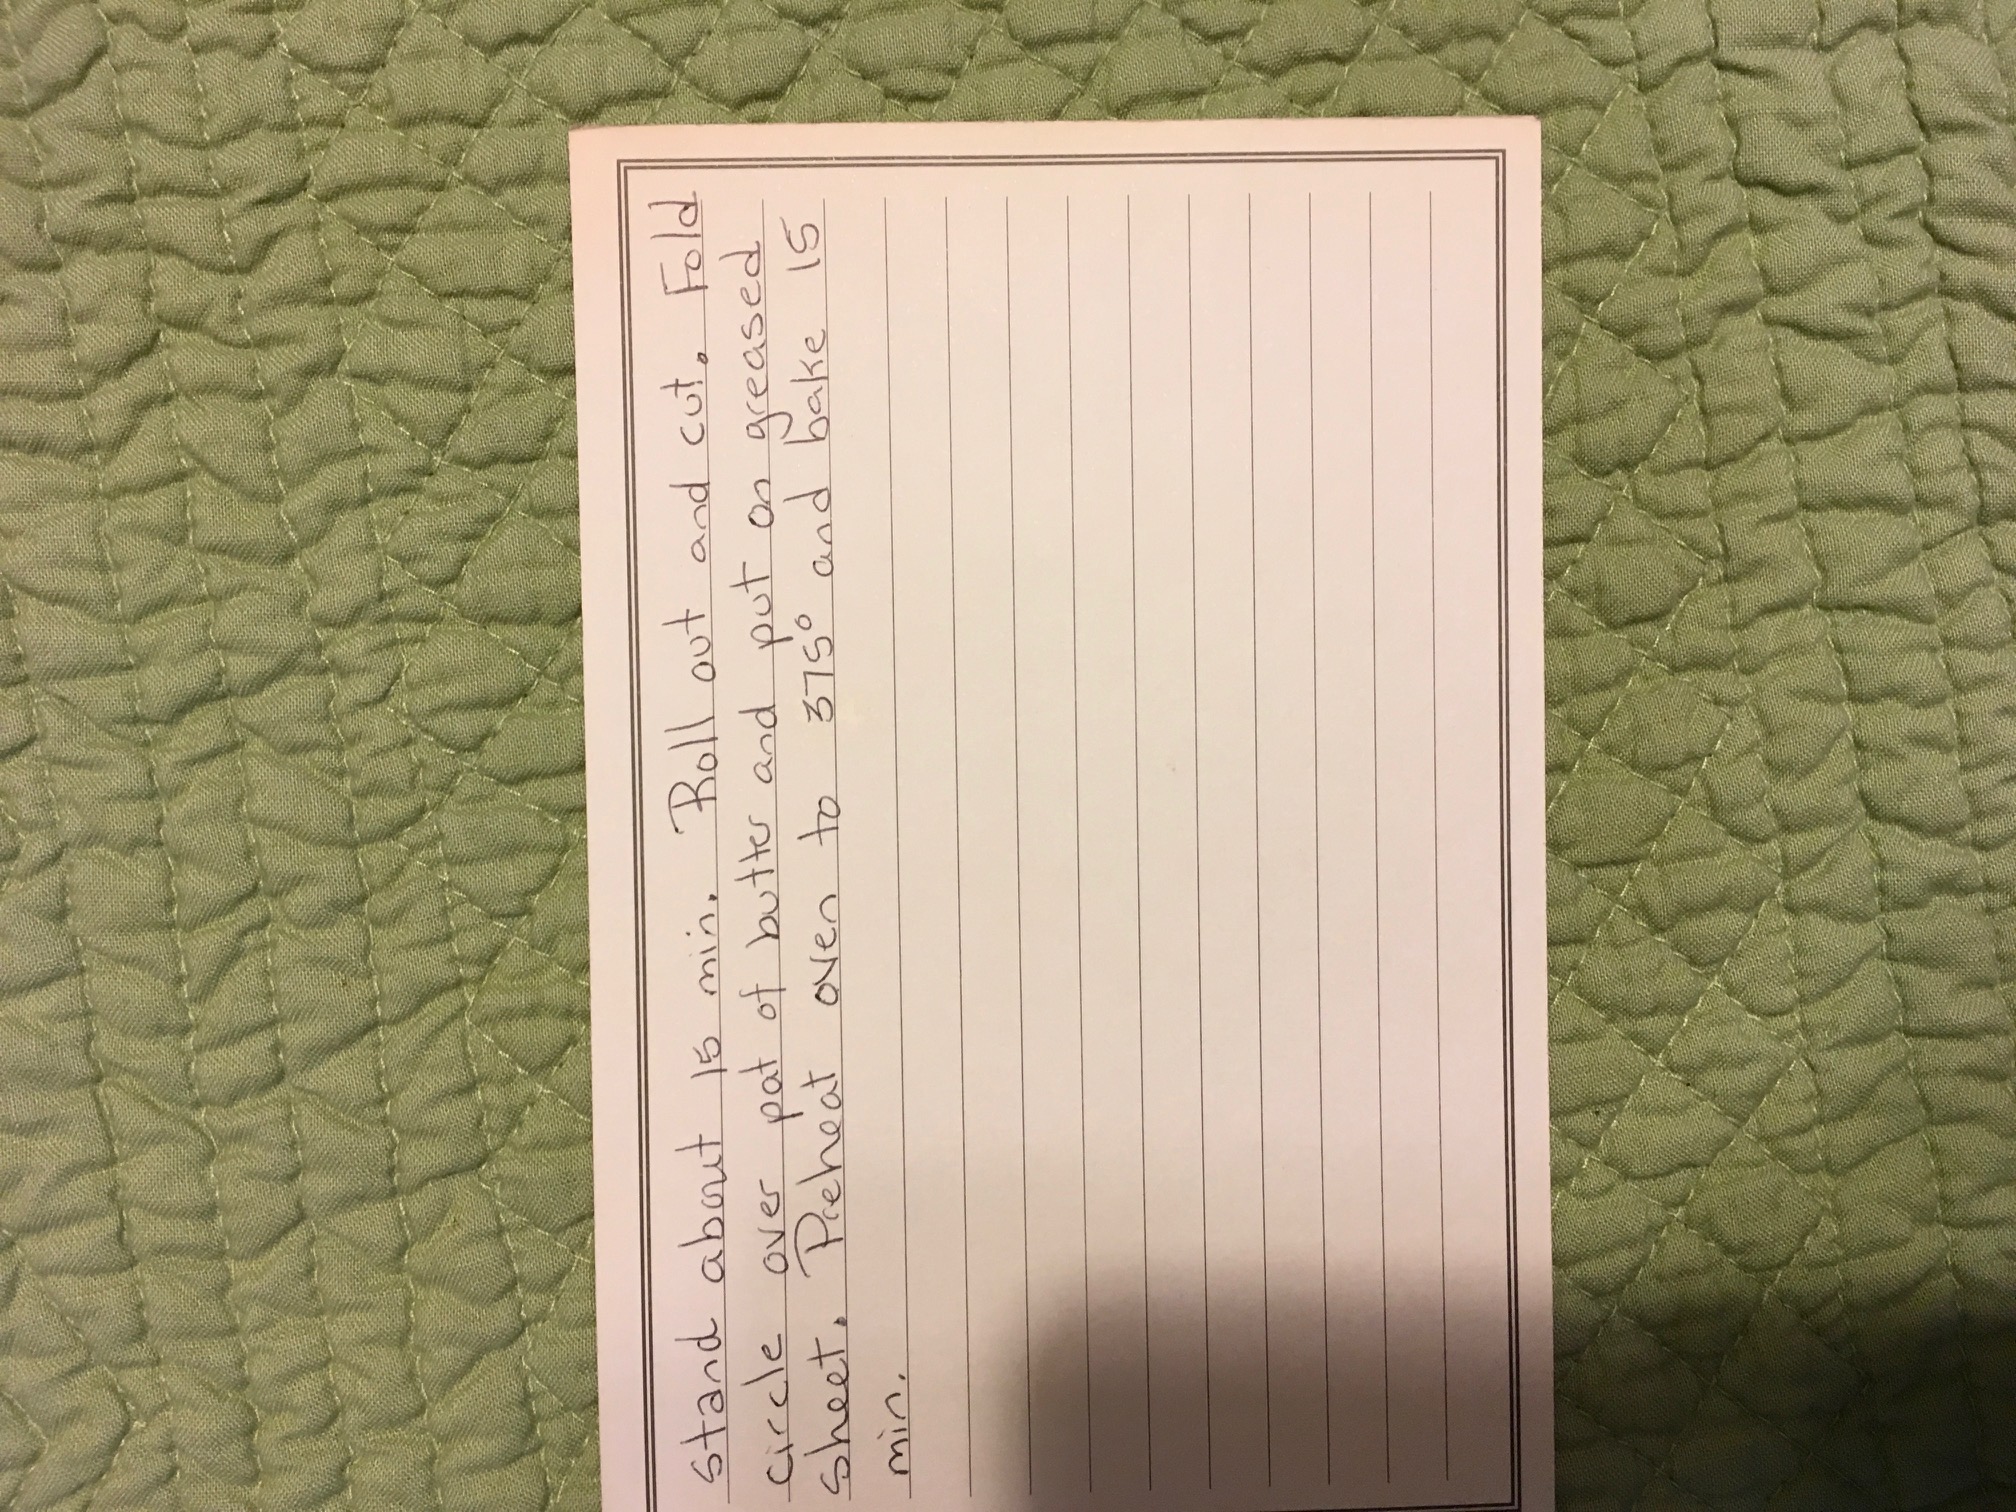 Stand about 15 min. Roll out and cut. Fold
circle over pat of butter and put on greased
sheet. Preheat oven to 375° and bake 15
min.